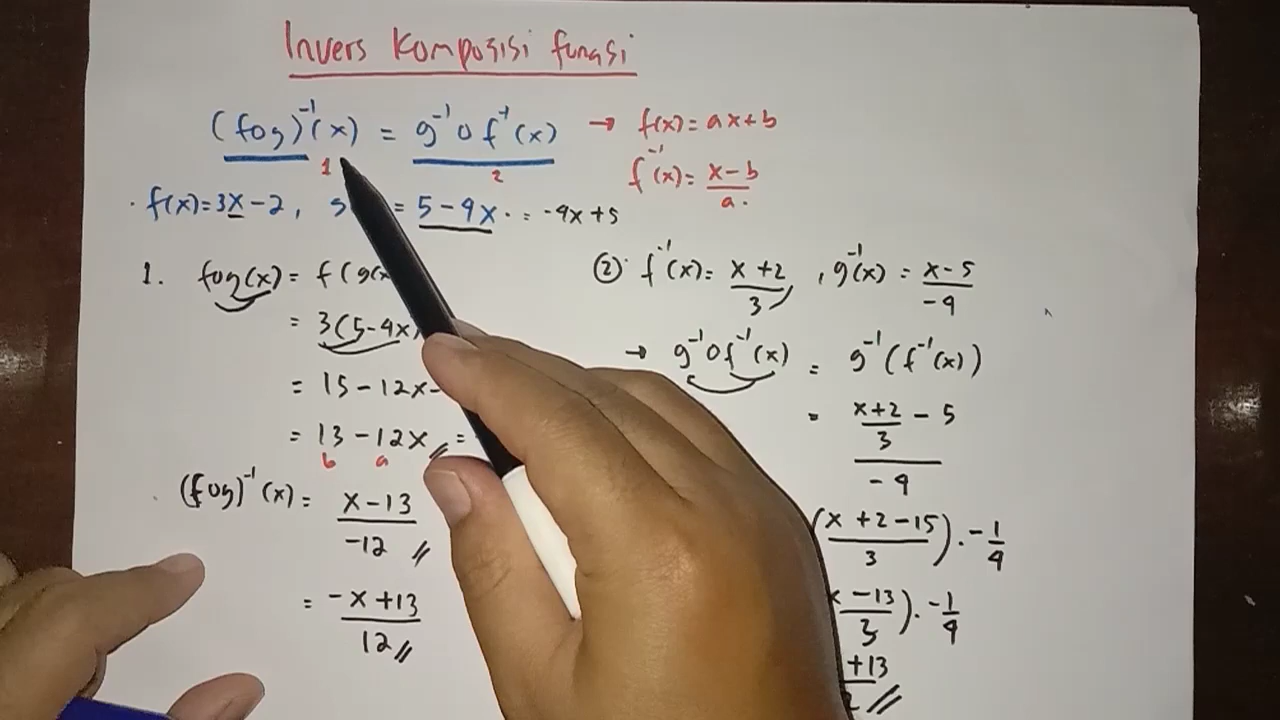 Invers Komposisi fungsi
(fog)⁻¹(x) = g⁻¹ o f⁻¹(x) → f(x) = ax+b
1 2
f⁻¹(x) = (x-b)/a.
· f(x) = 3x - 2, = 5 - 4x · = -4x + 5
1. fog(x) = f(g(x
= 3(5-4x)
= 15 - 12x -
= 13 - 12x =
b a
(fog)⁻¹(x) = (x-13)/-12
= (-x+13)/12
② f⁻¹(x) = (x+2)/3, g⁻¹(x) = (x-5)/-4
→ g⁻¹ o f⁻¹(x) = g⁻¹(f⁻¹(x))
= ((x+2)/3 - 5)/-4
((x+2-15)/3) · -1/4
(x-13)/3) · -1/4
+13